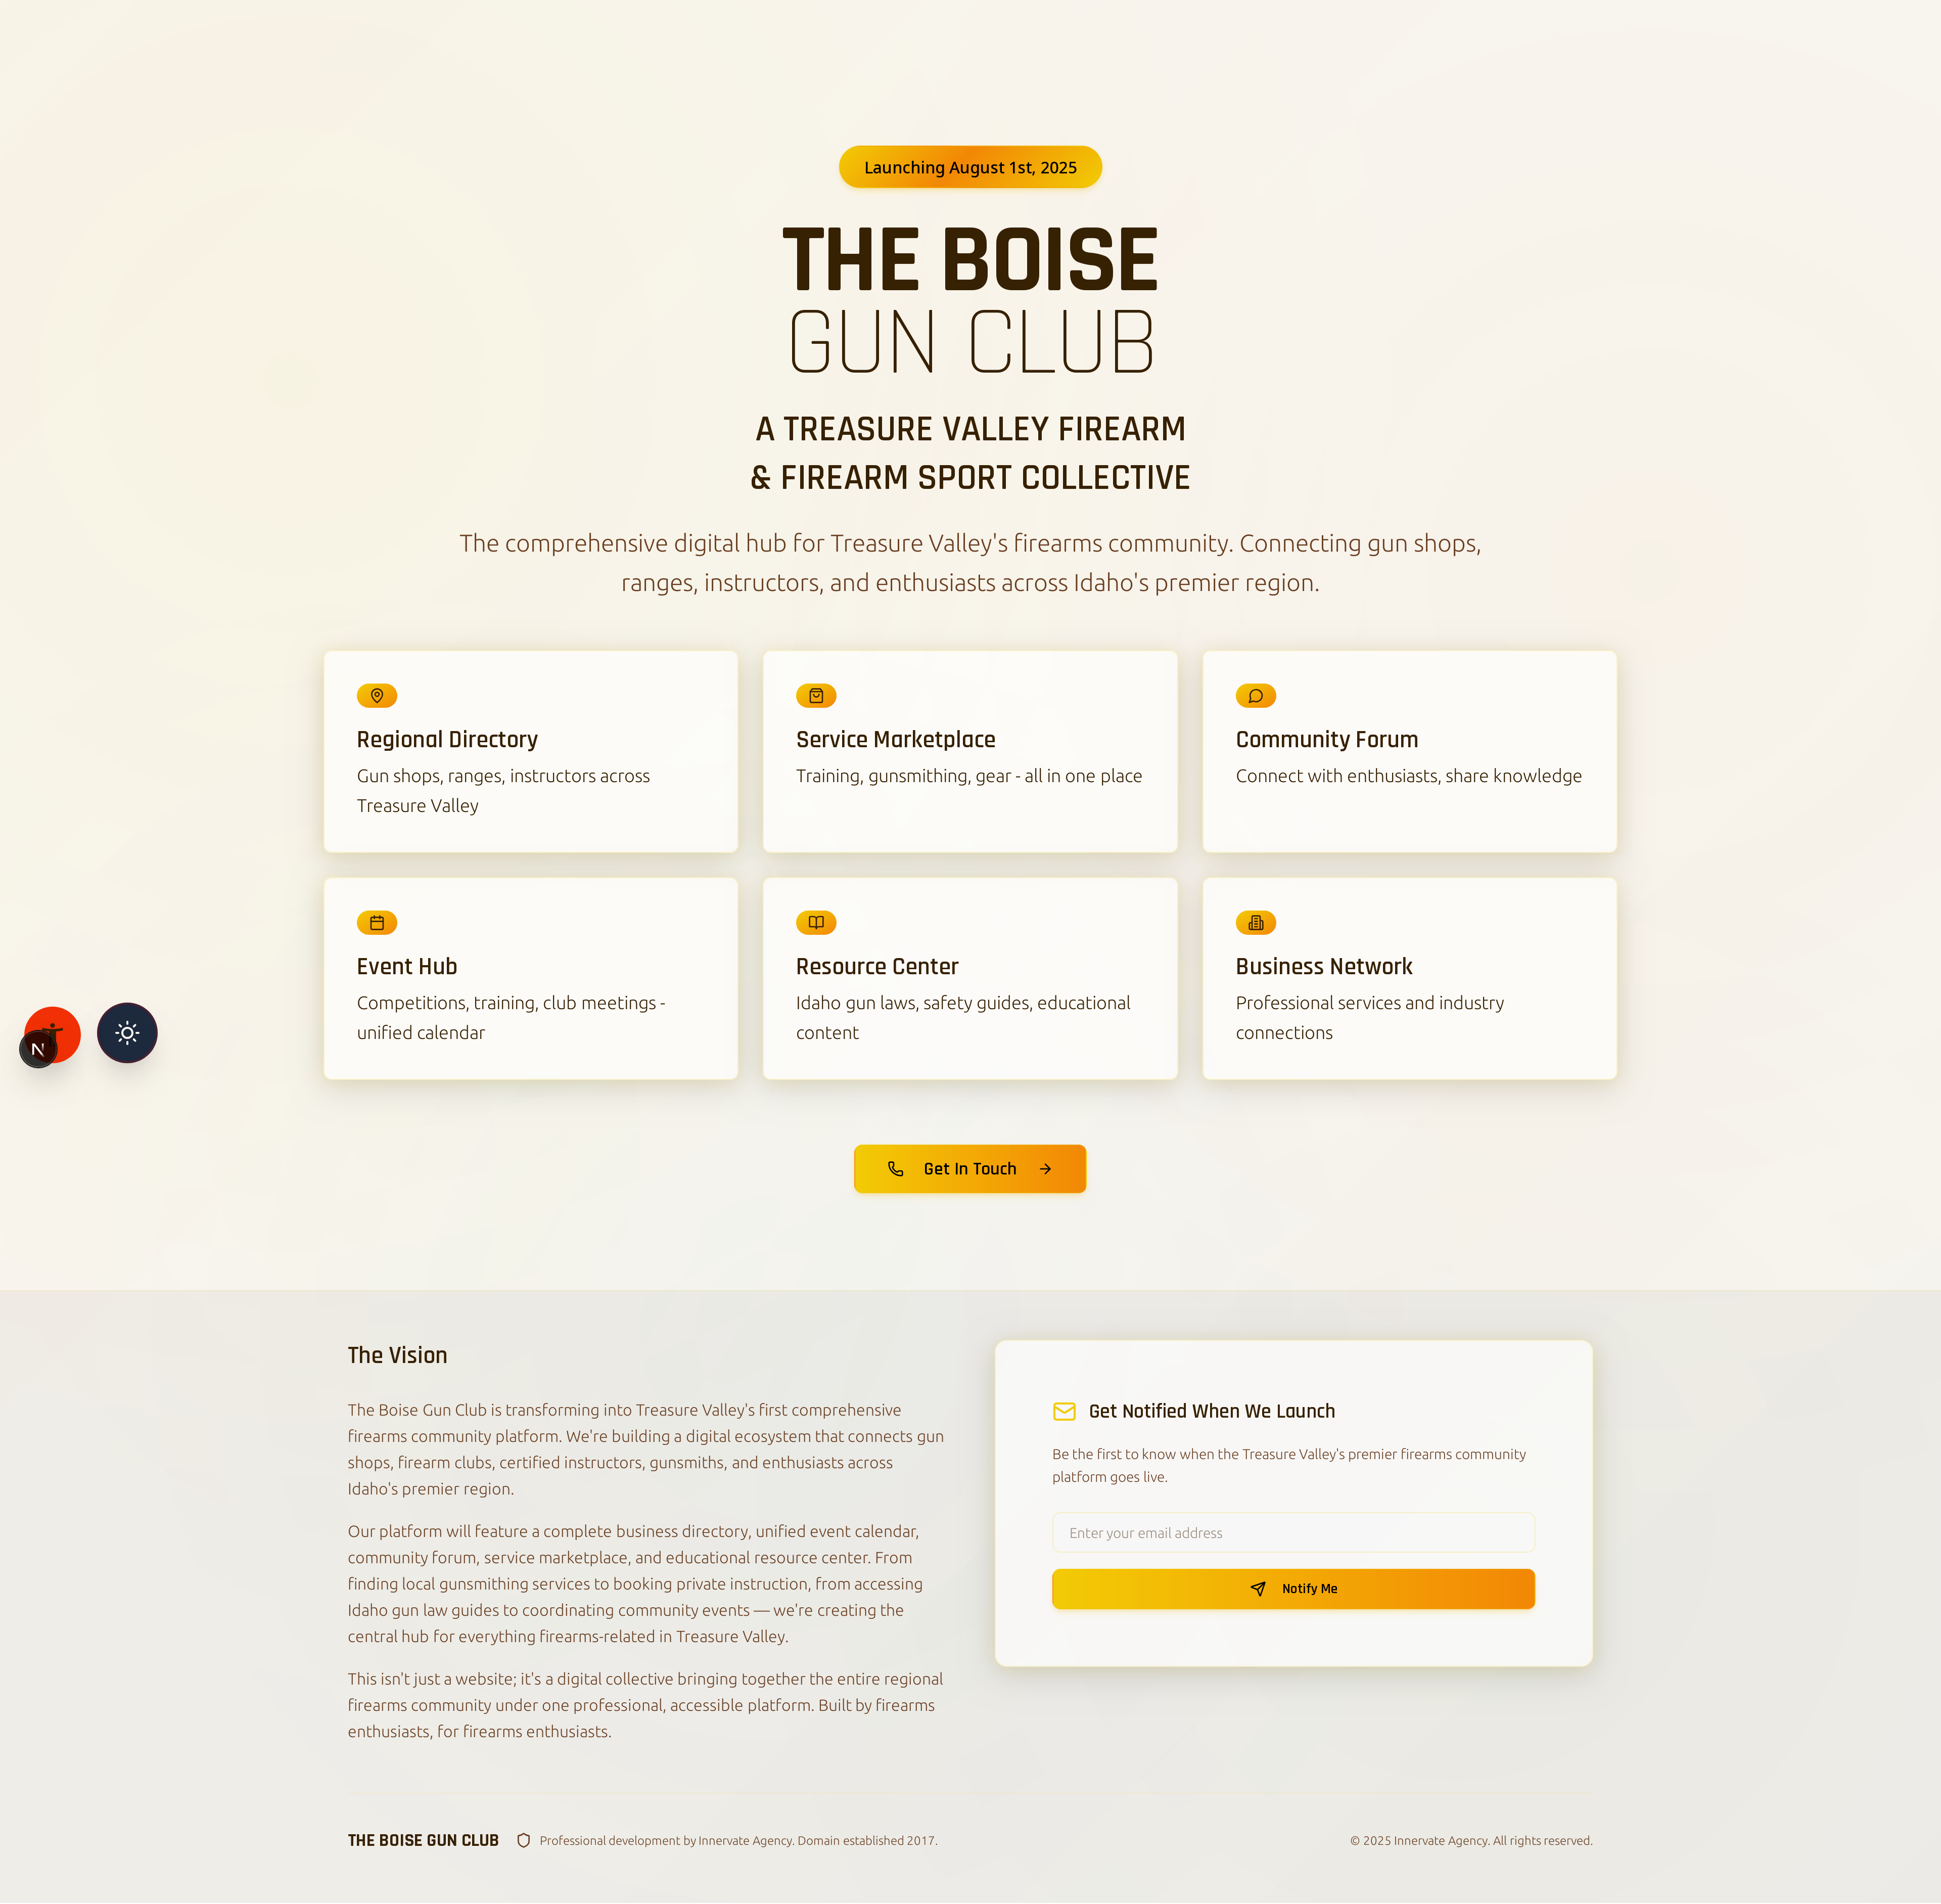 Launching August 1st, 2025
THE BOISE
GUN CLUB
A TREASURE VALLEY FIREARM
& FIREARM SPORT COLLECTIVE
The comprehensive digital hub for Treasure Valley's firearms community. Connecting gun shops,
ranges, instructors, and enthusiasts across Idaho's premier region.
Regional Directory
Gun shops, ranges, instructors across
Treasure Valley
Service Marketplace
Training, gunsmithing, gear - all in one place
Community Forum
Connect with enthusiasts, share knowledge
Event Hub
Competitions, training, club meetings -
unified calendar
Resource Center
Idaho gun laws, safety guides, educational
content
Business Network
Professional services and industry
connections
N
Get In Touch
The Vision
The Boise Gun Club is transforming into Treasure Valley's first comprehensive
firearms community platform. We're building a digital ecosystem that connects gun
shops, firearm clubs, certified instructors, gunsmiths, and enthusiasts across
Idaho's premier region.
Our platform will feature a complete business directory, unified event calendar,
community forum, service marketplace, and educational resource center. From
finding local gunsmithing services to booking private instruction, from accessing
Idaho gun law guides to coordinating community events — we're creating the
central hub for everything firearms-related in Treasure Valley.
This isn't just a website; it's a digital collective bringing together the entire regional
firearms community under one professional, accessible platform. Built by firearms
enthusiasts, for firearms enthusiasts.
Get Notified When We Launch
Be the first to know when the Treasure Valley's premier firearms community
platform goes live.
Enter your email address
Notify Me
THE BOISE GUN CLUB
Professional development by Innervate Agency. Domain established 2017.
© 2025 Innervate Agency. All rights reserved.